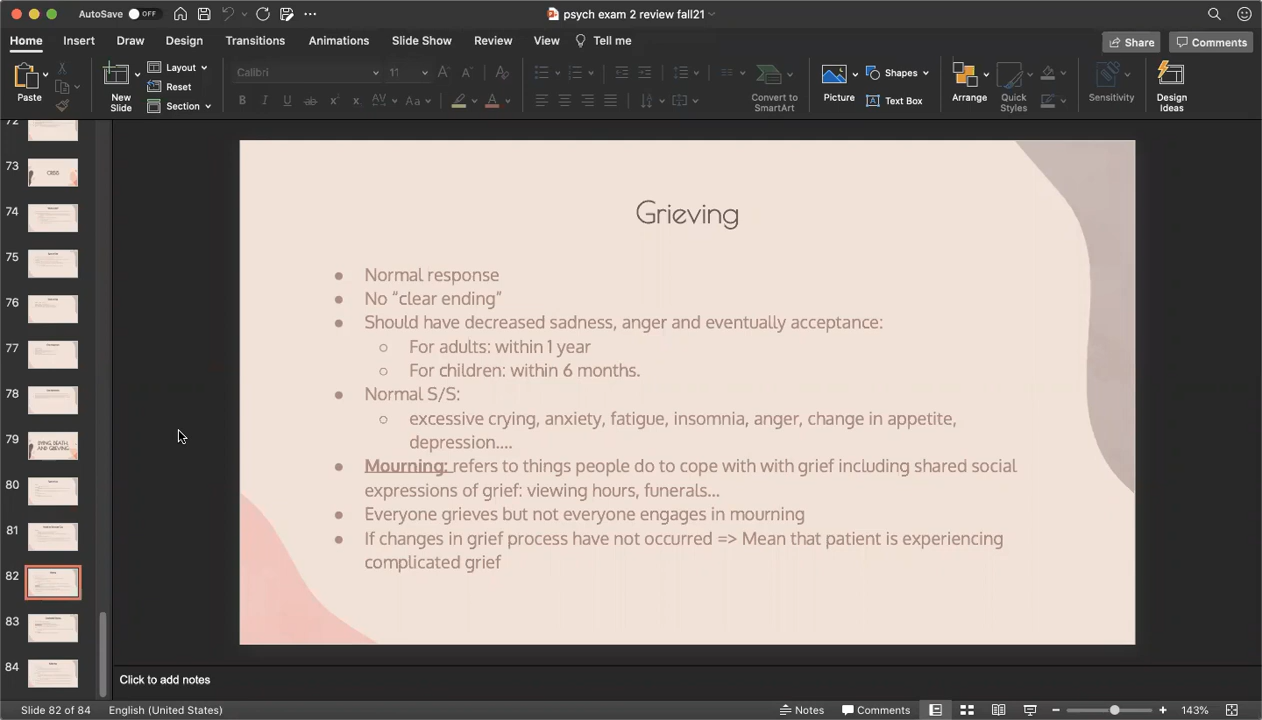 AutoSave OFF
psych exam 2 review fall21
Home Insert Draw Design Transitions Animations Slide Show Review View Tell me Share Comments
Paste
New Slide
Layout
Reset
Section
Calibri 11
B I U ab x² x₂ AV Aa A
Convert to SmartArt
Picture
Shapes
Text Box
Arrange
Quick Styles
Sensitivity
Design Ideas
72
73
CRISIS
74
75
76
77
78
79
DYING, DEATH, AND GRIEVING
80
81
82
83
84
Grieving
● Normal response
● No “clear ending”
● Should have decreased sadness, anger and eventually acceptance:
○ For adults: within 1 year
○ For children: within 6 months.
● Normal S/S:
○ excessive crying, anxiety, fatigue, insomnia, anger, change in appetite,
depression....
● Mourning: refers to things people do to cope with with grief including shared social
expressions of grief: viewing hours, funerals...
● Everyone grieves but not everyone engages in mourning
● If changes in grief process have not occurred => Mean that patient is experiencing
complicated grief
Click to add notes
Slide 82 of 84 English (United States) Notes Comments 143%